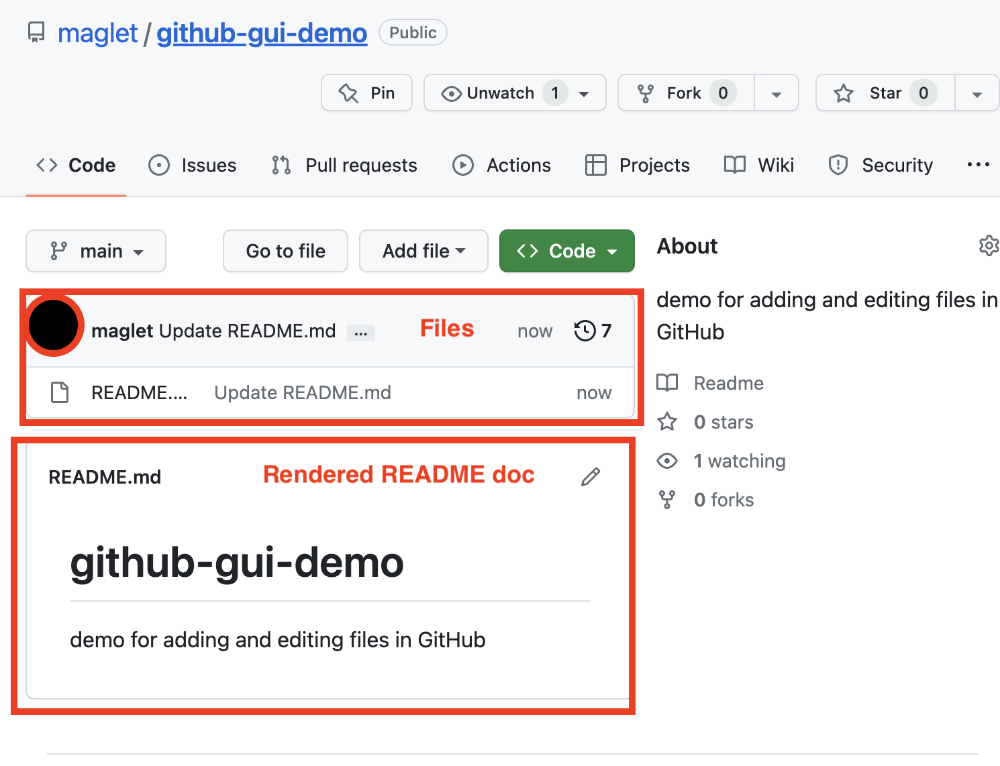 maglet / github-gui-demo Public
Pin Unwatch 1 Fork 0 Star 0
Code Issues Pull requests Actions Projects Wiki Security ...
main Go to file Add file Code
maglet Update README.md ... Files now 7
README.... Update README.md now
README.md Rendered README doc
github-gui-demo
demo for adding and editing files in GitHub
About
demo for adding and editing files in
GitHub
Readme
0 stars
1 watching
0 forks